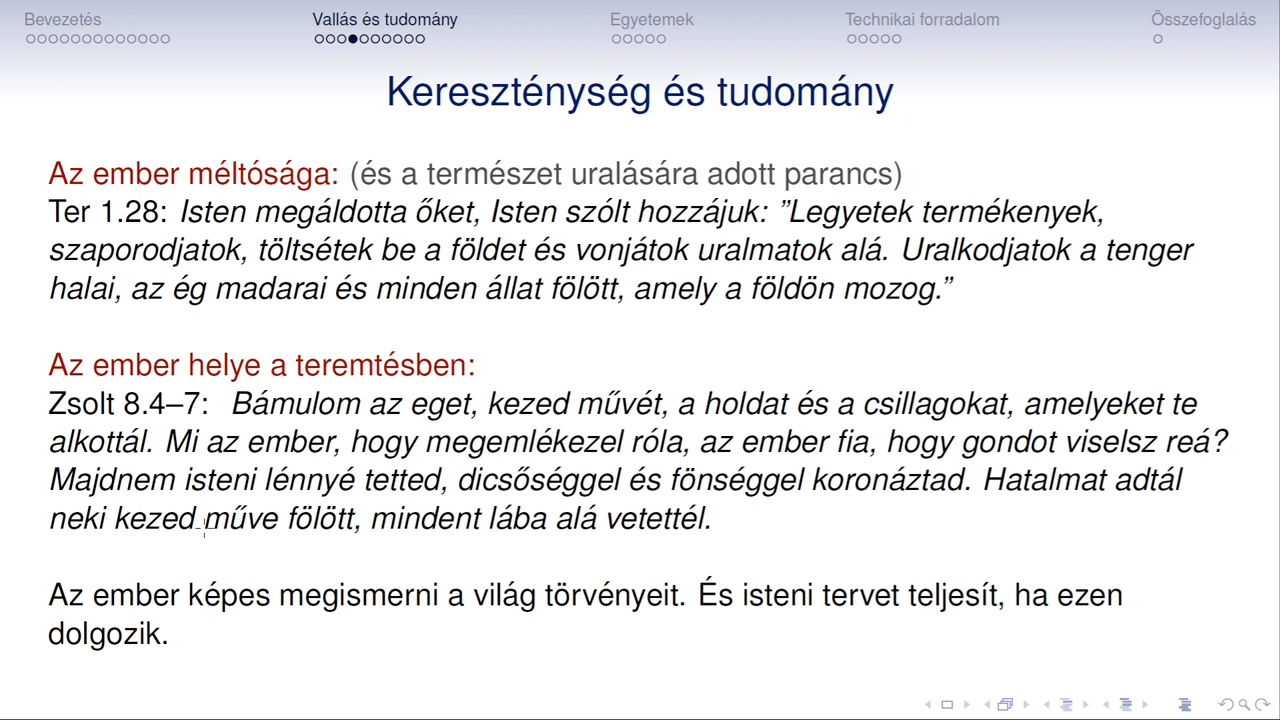 Bevezetés Vallás és tudomány Egyetemek Technikai forradalom Összefoglalás
Kereszténység és tudomány
Az ember méltósága: (és a természet uralására adott parancs)
Ter 1.28: Isten megáldotta őket, Isten szólt hozzájuk: ”Legyetek termékenyek,
szaporodjatok, töltsétek be a földet és vonjátok uralmatok alá. Uralkodjatok a tenger
halai, az ég madarai és minden állat fölött, amely a földön mozog.”
Az ember helye a teremtésben:
Zsolt 8.4–7: Bámulom az eget, kezed művét, a holdat és a csillagokat, amelyeket te
alkottál. Mi az ember, hogy megemlékezel róla, az ember fia, hogy gondot viselsz reá?
Majdnem isteni lénnyé tetted, dicsőséggel és fönséggel koronáztad. Hatalmat adtál
neki kezed műve fölött, mindent lába alá vetettél.
Az ember képes megismerni a világ törvényeit. És isteni tervet teljesít, ha ezen
dolgozik.